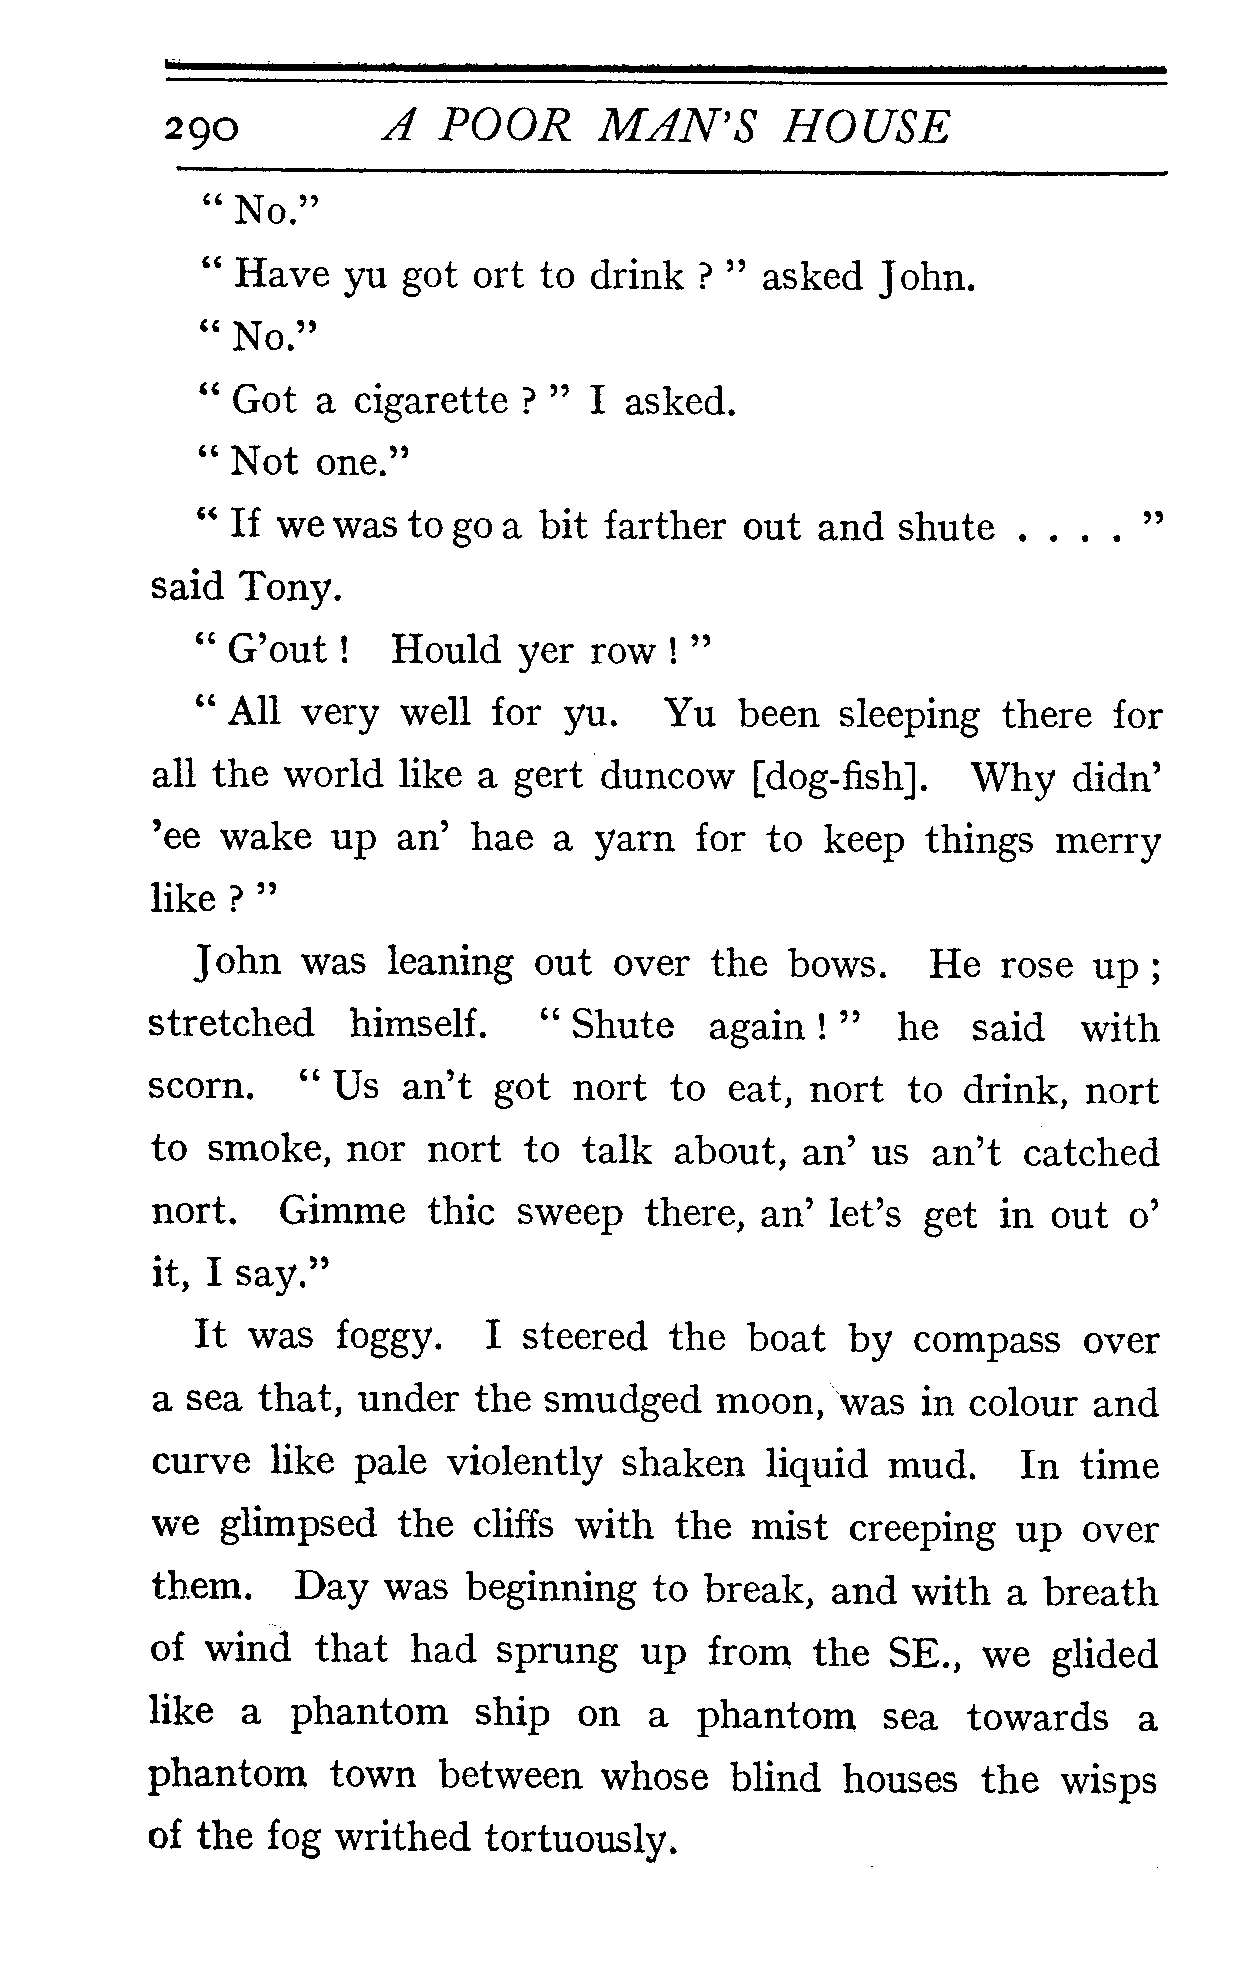 290 A POOR MAN'S HOUSE
" No."
" Have yu got ort to drink ? " asked John.
" No."
" Got a cigarette ? " I asked.
" Not one."
" If we was to go a bit farther out and shute . . . . "
said Tony.
" G'out ! Hould yer row ! "
" All very well for yu. Yu been sleeping there for
all the world like a gert duncow [dog-fish]. Why didn'
'ee wake up an' hae a yarn for to keep things merry
like ? "
John was leaning out over the bows. He rose up ;
stretched himself. " Shute again ! " he said with
scorn. " Us an't got nort to eat, nort to drink, nort
to smoke, nor nort to talk about, an' us an't catched
nort. Gimme thic sweep there, an' let's get in out o'
it, I say."
It was foggy. I steered the boat by compass over
a sea that, under the smudged moon, was in colour and
curve like pale violently shaken liquid mud. In time
we glimpsed the cliffs with the mist creeping up over
them. Day was beginning to break, and with a breath
of wind that had sprung up from the SE., we glided
like a phantom ship on a phantom sea towards a
phantom town between whose blind houses the wisps
of the fog writhed tortuously.